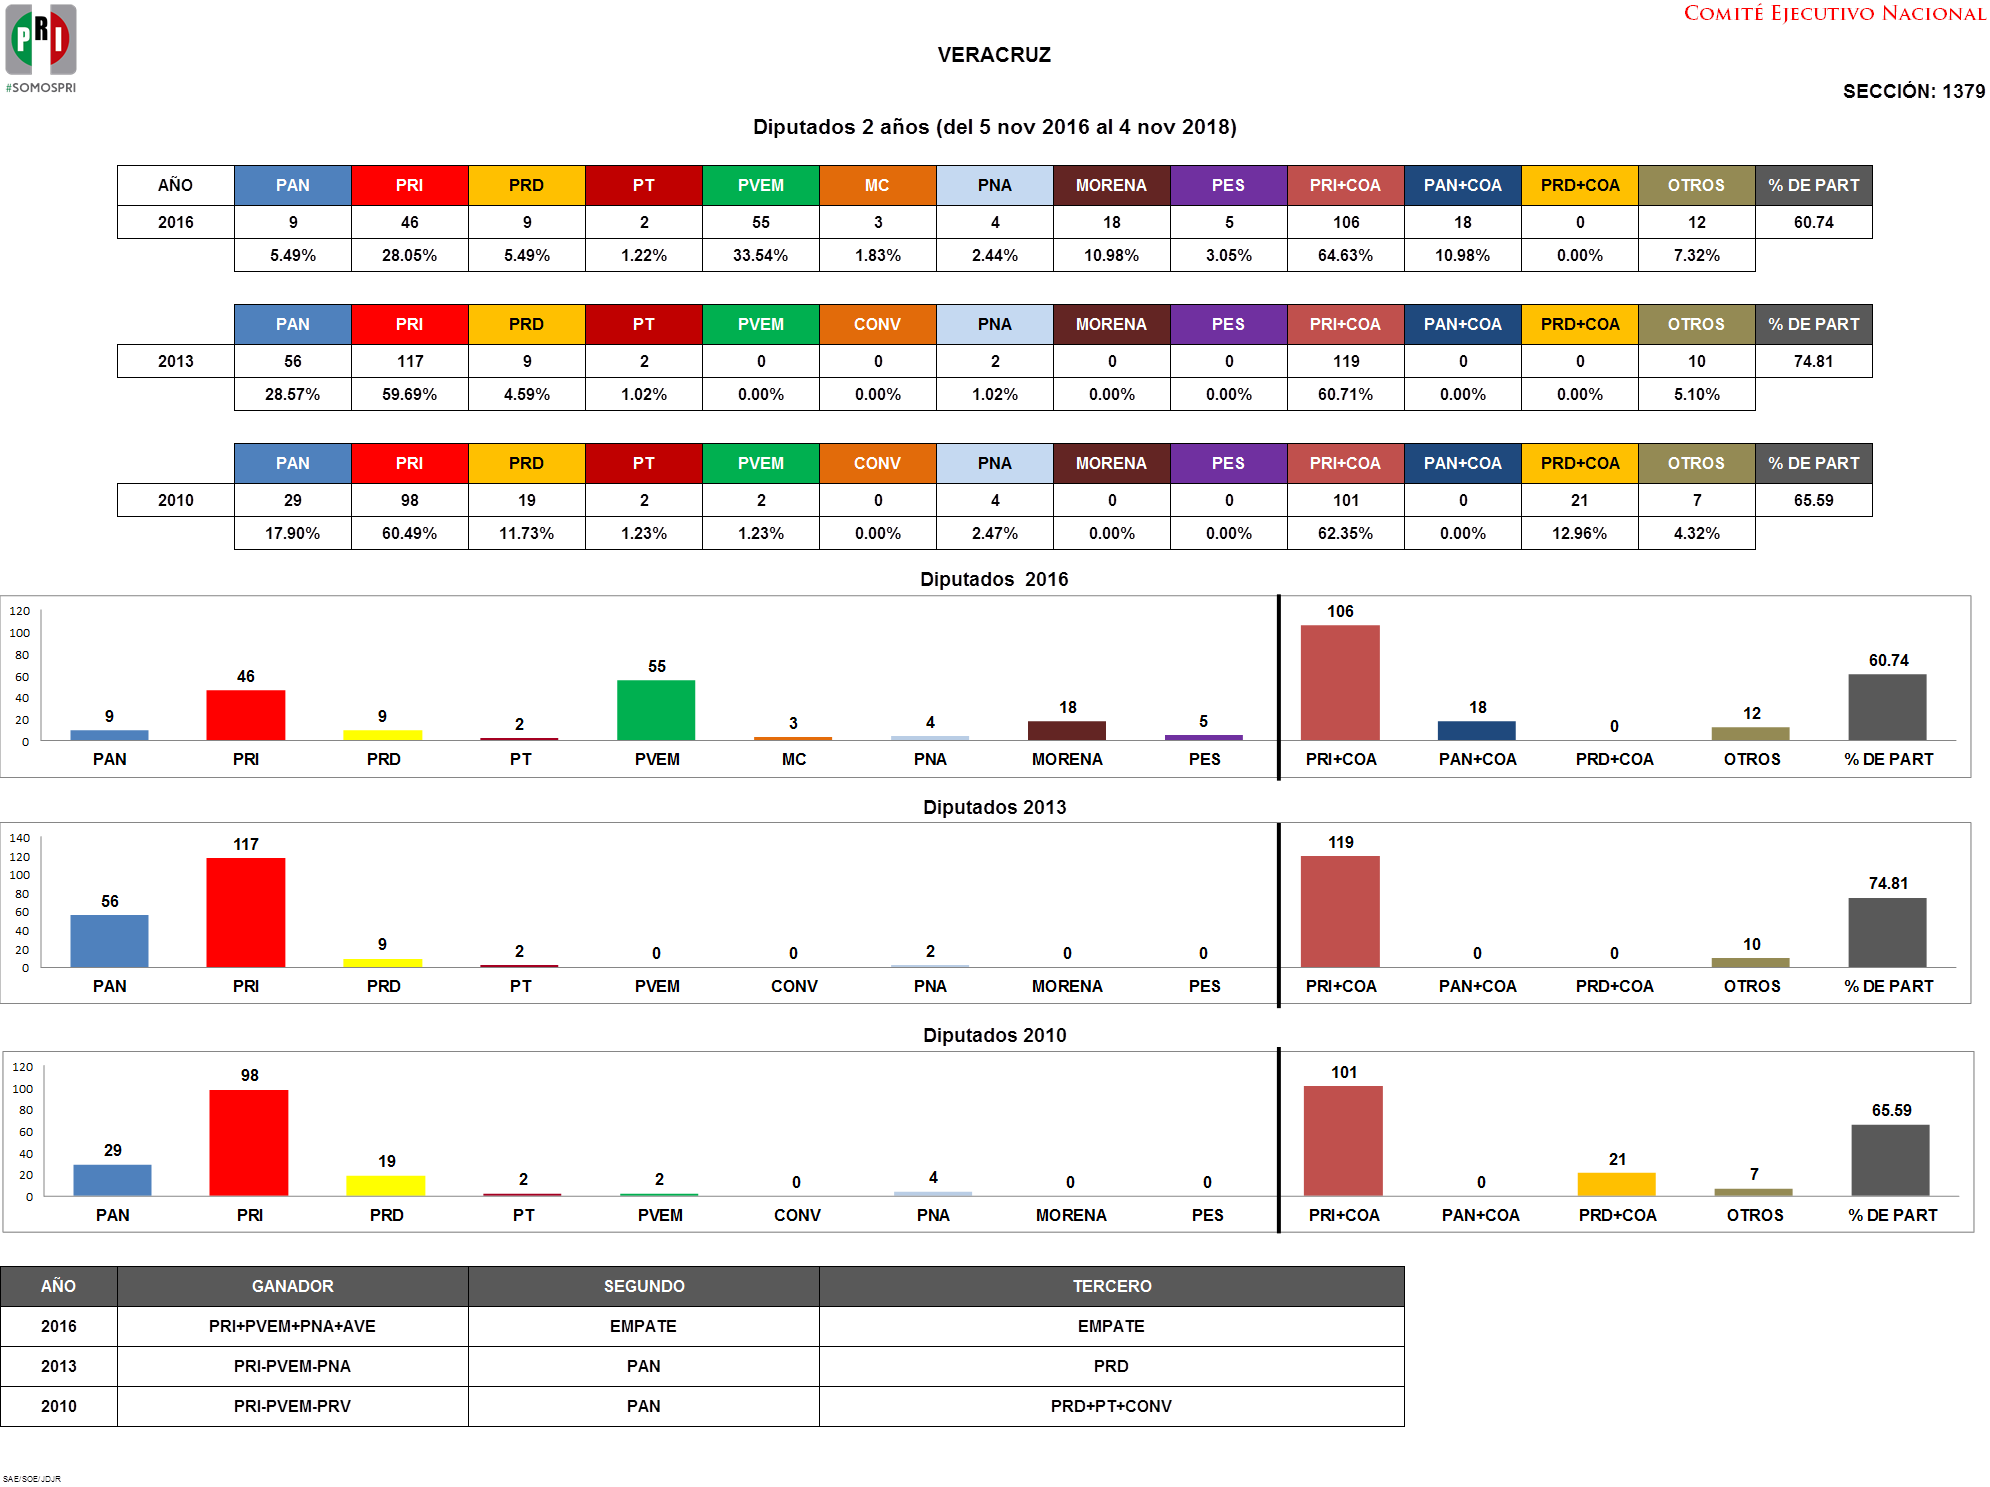 PRI
#SOMOSPRI
COMITÉ EJECUTIVO NACIONAL
VERACRUZ
SECCIÓN: 1379
Diputados 2 años (del 5 nov 2016 al 4 nov 2018)
AÑO PAN PRI PRD PT PVEM MC PNA MORENA PES PRI+COA PAN+COA PRD+COA OTROS % DE PART
2016 9 46 9 2 55 3 4 18 5 106 18 0 12 60.74
5.49% 28.05% 5.49% 1.22% 33.54% 1.83% 2.44% 10.98% 3.05% 64.63% 10.98% 0.00% 7.32%
PAN PRI PRD PT PVEM CONV PNA MORENA PES PRI+COA PAN+COA PRD+COA OTROS % DE PART
2013 56 117 9 2 0 0 2 0 0 119 0 0 10 74.81
28.57% 59.69% 4.59% 1.02% 0.00% 0.00% 1.02% 0.00% 0.00% 60.71% 0.00% 0.00% 5.10%
PAN PRI PRD PT PVEM CONV PNA MORENA PES PRI+COA PAN+COA PRD+COA OTROS % DE PART
2010 29 98 19 2 2 0 4 0 0 101 0 21 7 65.59
17.90% 60.49% 11.73% 1.23% 1.23% 0.00% 2.47% 0.00% 0.00% 62.35% 0.00% 12.96% 4.32%
Diputados 2016
120
100
80
60
40
20
0
9 46 9 2 55 3 4 18 5 106 18 0 12 60.74
PAN PRI PRD PT PVEM MC PNA MORENA PES PRI+COA PAN+COA PRD+COA OTROS % DE PART
Diputados 2013
140
120
100
80
60
40
20
0
56 117 9 2 0 0 2 0 0 119 0 0 10 74.81
PAN PRI PRD PT PVEM CONV PNA MORENA PES PRI+COA PAN+COA PRD+COA OTROS % DE PART
Diputados 2010
120
100
80
60
40
20
0
29 98 19 2 2 0 4 0 0 101 0 21 7 65.59
PAN PRI PRD PT PVEM CONV PNA MORENA PES PRI+COA PAN+COA PRD+COA OTROS % DE PART
AÑO GANADOR SEGUNDO TERCERO
2016 PRI+PVEM+PNA+AVE EMPATE EMPATE
2013 PRI-PVEM-PNA PAN PRD
2010 PRI-PVEM-PRV PAN PRD+PT+CONV
SAE/SOE/JDJR